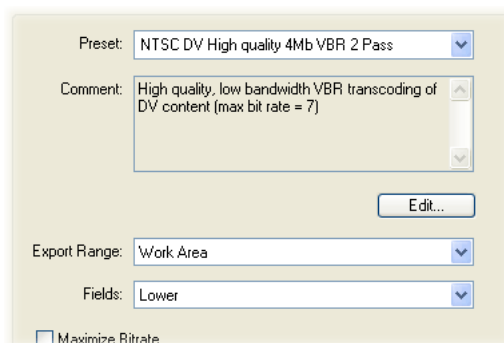 Preset: NTSC DV High quality 4Mb VBR 2 Pass
Comment: High quality, low bandwidth VBR transcoding of
DV content (max bit rate = 7)
Edit...
Export Range: Work Area
Fields: Lower
Maximize Bitrate